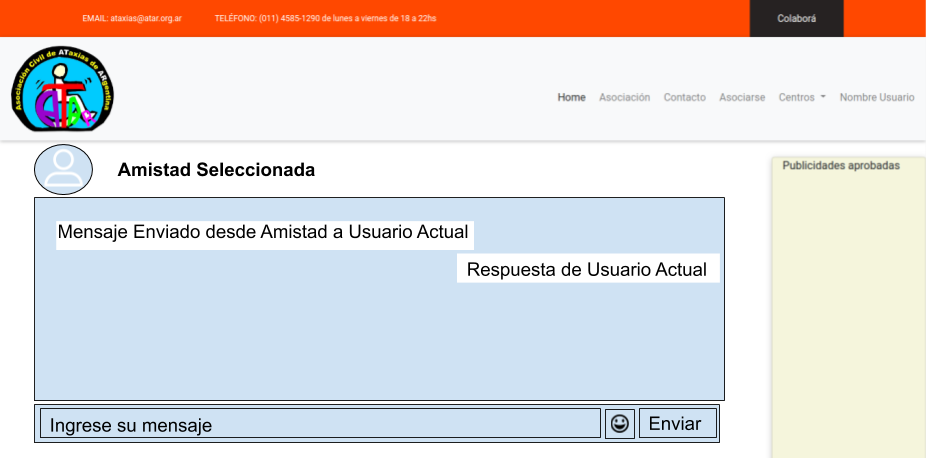 EMAIL: ataxias@atar.org.ar TELÉFONO: (011) 4585-1290 de lunes a viernes de 18 a 22hs Colaborá
Asociación Civil de ATaxias de ARgentina
Home Asociación Contacto Asociarse Centros Nombre Usuario
Amistad Seleccionada
Publicidades aprobadas
Mensaje Enviado desde Amistad a Usuario Actual
Respuesta de Usuario Actual
Ingrese su mensaje Enviar